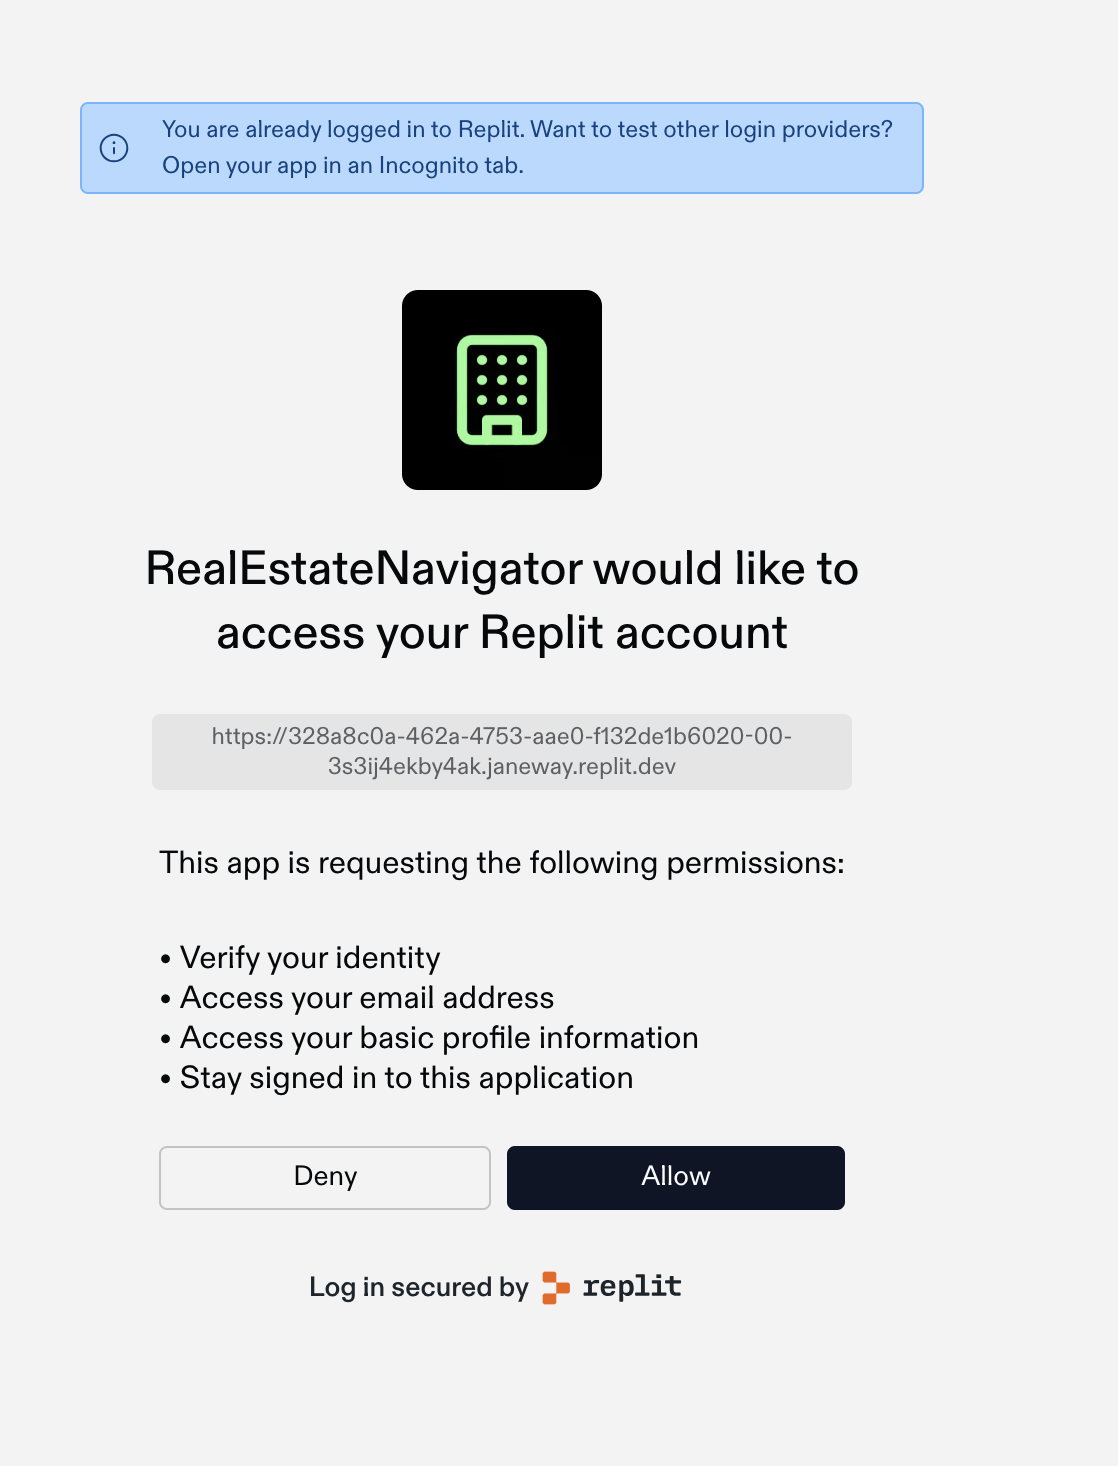 You are already logged in to Replit. Want to test other login providers?
Open your app in an Incognito tab.
RealEstateNavigator would like to
access your Replit account
https://328a8c0a-462a-4753-aae0-f132de1b6020-00-
3s3ij4ekby4ak.janeway.replit.dev
This app is requesting the following permissions:
• Verify your identity
• Access your email address
• Access your basic profile information
• Stay signed in to this application
Deny
Allow
Log in secured by replit